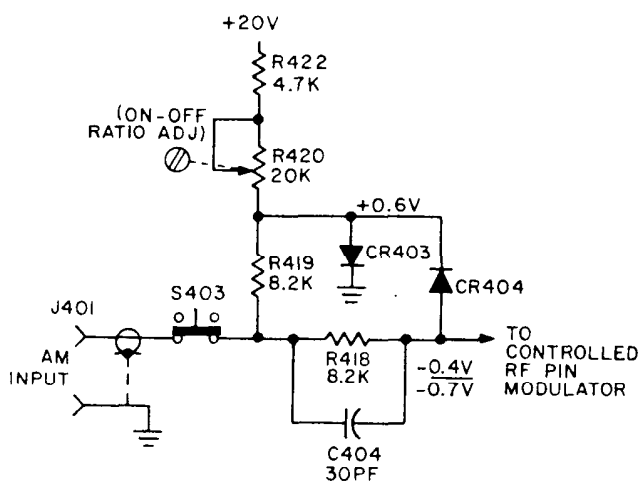 +20V
R422
4.7K
(ON-OFF
RATIO ADJ)
R420
20K
+0.6V
R419
8.2K
CR403
CR404
J401
S403
AM
INPUT
R418
8.2K
-0.4V
-0.7V
TO
CONTROLLED
RF PIN
MODULATOR
C404
30PF